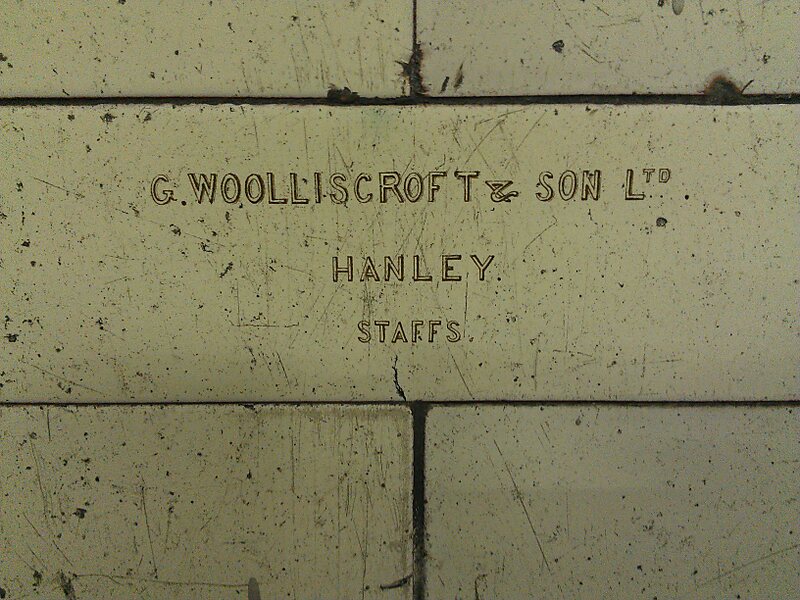 G. WOOLLISCROFT & SON LTD.
HANLEY.
STAFFS.